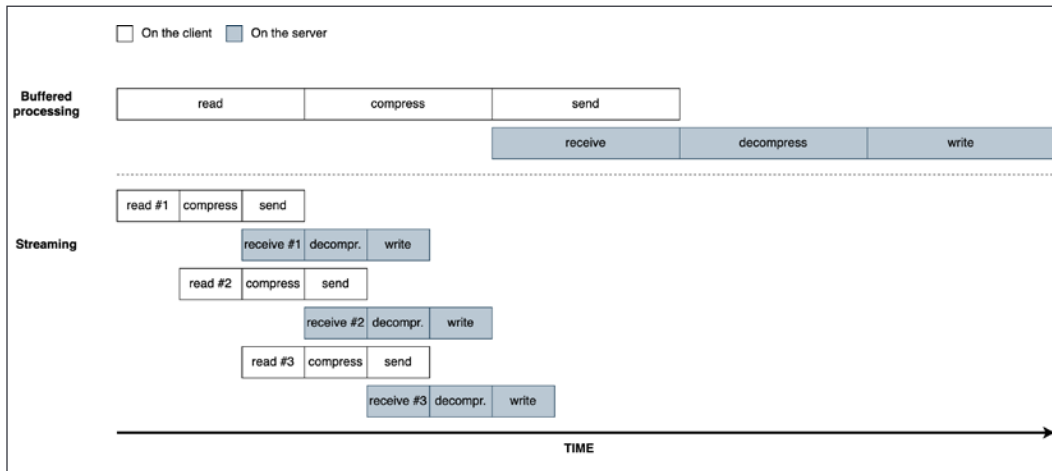 On the client On the server
Buffered
processing
read compress send
receive decompress write
read #1 compress send
Streaming
receive #1 decompr. write
read #2 compress send
receive #2 decompr. write
read #3 compress send
receive #3 decompr. write
TIME